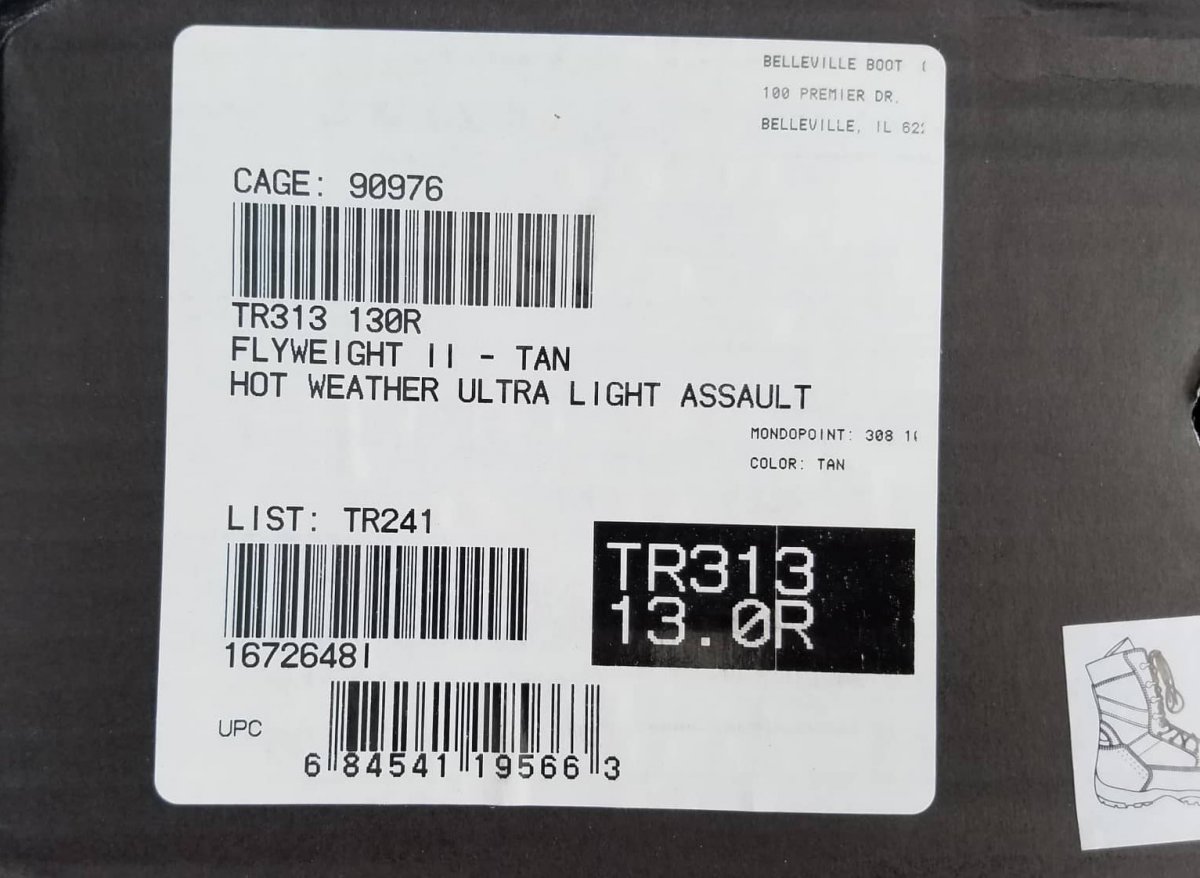 BELLEVILLE BOOT
100 PREMIER DR.
BELLEVILLE, IL
CAGE: 90976
TR313 130R
FLYWEIGHT II - TAN
HOT WEATHER ULTRA LIGHT ASSAULT
MONDOPOINT: 308
COLOR: TAN
LIST: TR241
16726481
TR313
13.0R
UPC
6 84541 19566 3